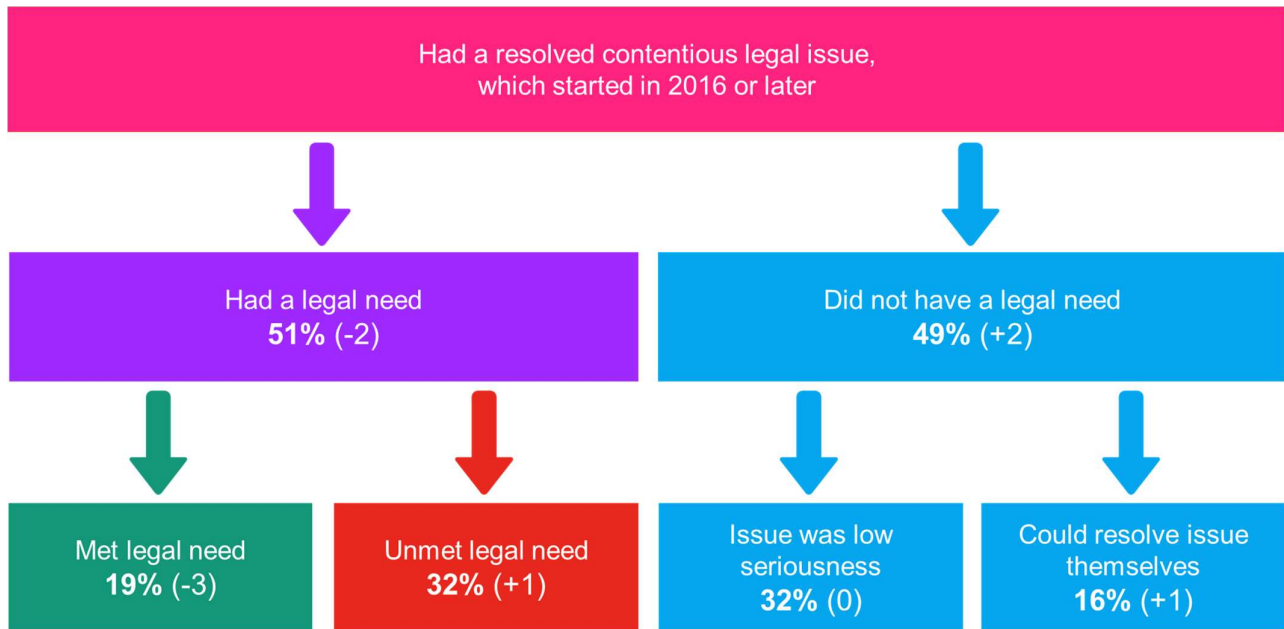 Had a resolved contentious legal issue,
which started in 2016 or later
Had a legal need
51% (-2)
Did not have a legal need
49% (+2)
Met legal need
19% (-3)
Unmet legal need
32% (+1)
Issue was low
seriousness
32% (0)
Could resolve issue
themselves
16% (+1)